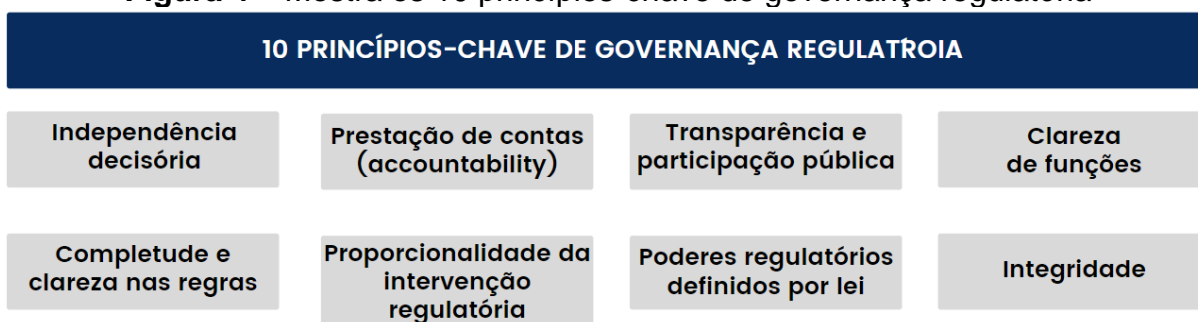 Figura 1 – Mostra os 10 princípios-chave de governança regulatória
10 PRINCÍPIOS-CHAVE DE GOVERNANÇA REGULATŔOIA
Independência
decisória
Prestação de contas
(accountability)
Transparência e
participação pública
Clareza
de funções
Completude e
clareza nas regras
Proporcionalidade da
intervenção
regulatória
Poderes regulatórios
definidos por lei
Integridade